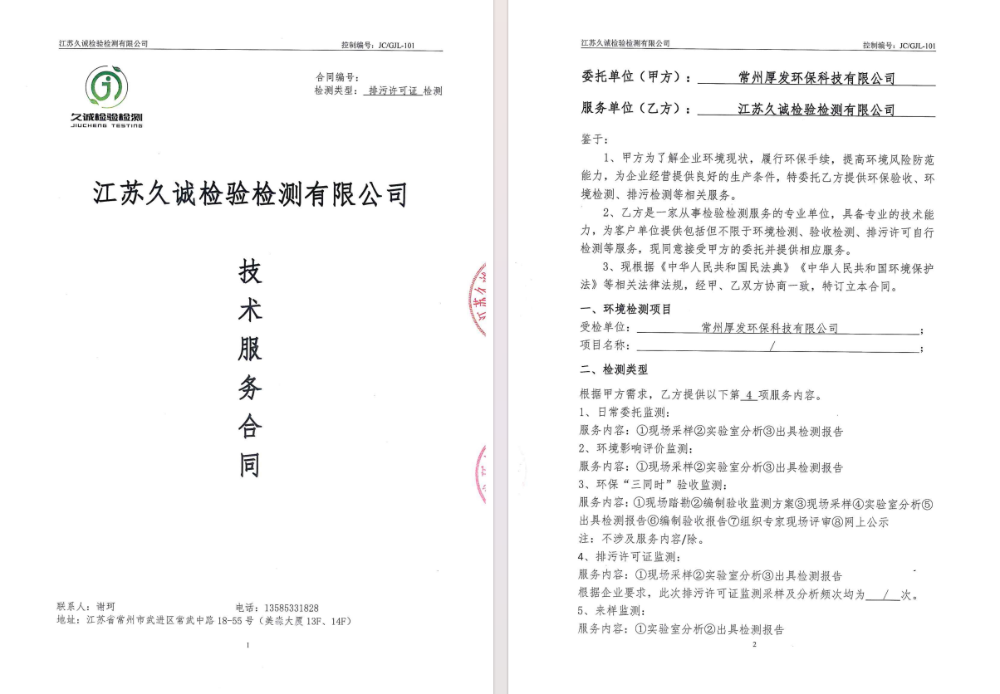 江苏久诚检验检测有限公司 控制编号：JC/GJL-101
久诚检验检测
JIUCHENG TESTING
合同编号：
检测类型： 排污许可证 检测
江苏久诚检验检测有限公司
技
术
服
务
合
同
江苏久
联系人：谢珂 电话：13585331828
地址：江苏省常州市武进区常武中路 18-55 号（美淼大厦 13F、14F）
1
江苏久诚检验检测有限公司 控制编号：JC/GJL-101
委托单位（甲方）： 常州厚发环保科技有限公司
服务单位（乙方）： 江苏久诚检验检测有限公司
鉴于：
1、甲方为了解企业环境现状，履行环保手续，提高环境风险防范
能力，为企业经营提供良好的生产条件，特委托乙方提供环保验收、环
境检测、排污检测等相关服务。
2、乙方是一家从事检验检测服务的专业单位，具备专业的技术能
力，为客户单位提供包括但不限于环境检测、验收检测、排污许可自行
检测等服务，现同意接受甲方的委托并提供相应服务。
3、现根据《中华人民共和国民法典》《中华人民共和国环境保护
法》等相关法律法规，经甲、乙双方协商一致，特订立本合同。
一、环境检测项目
受检单位： 常州厚发环保科技有限公司 ；
项目名称： / ；
二、检测类型
根据甲方需求，乙方提供以下第 4 项服务内容。
1、日常委托监测：
服务内容：①现场采样②实验室分析③出具检测报告
2、环境影响评价监测：
服务内容：①现场采样②实验室分析③出具检测报告
3、环保“三同时”验收监测：
服务内容：①现场踏勘②编制验收监测方案③现场采样④实验室分析⑤
出具检测报告⑥编制验收报告⑦组织专家现场评审⑧网上公示
注：不涉及服务内容/除。
4、排污许可证监测：
服务内容：①现场采样②实验室分析③出具检测报告
根据企业要求，此次排污许可证监测采样及分析频次均为 / 次。
5、来样监测：
服务内容：①实验室分析②出具检测报告
2